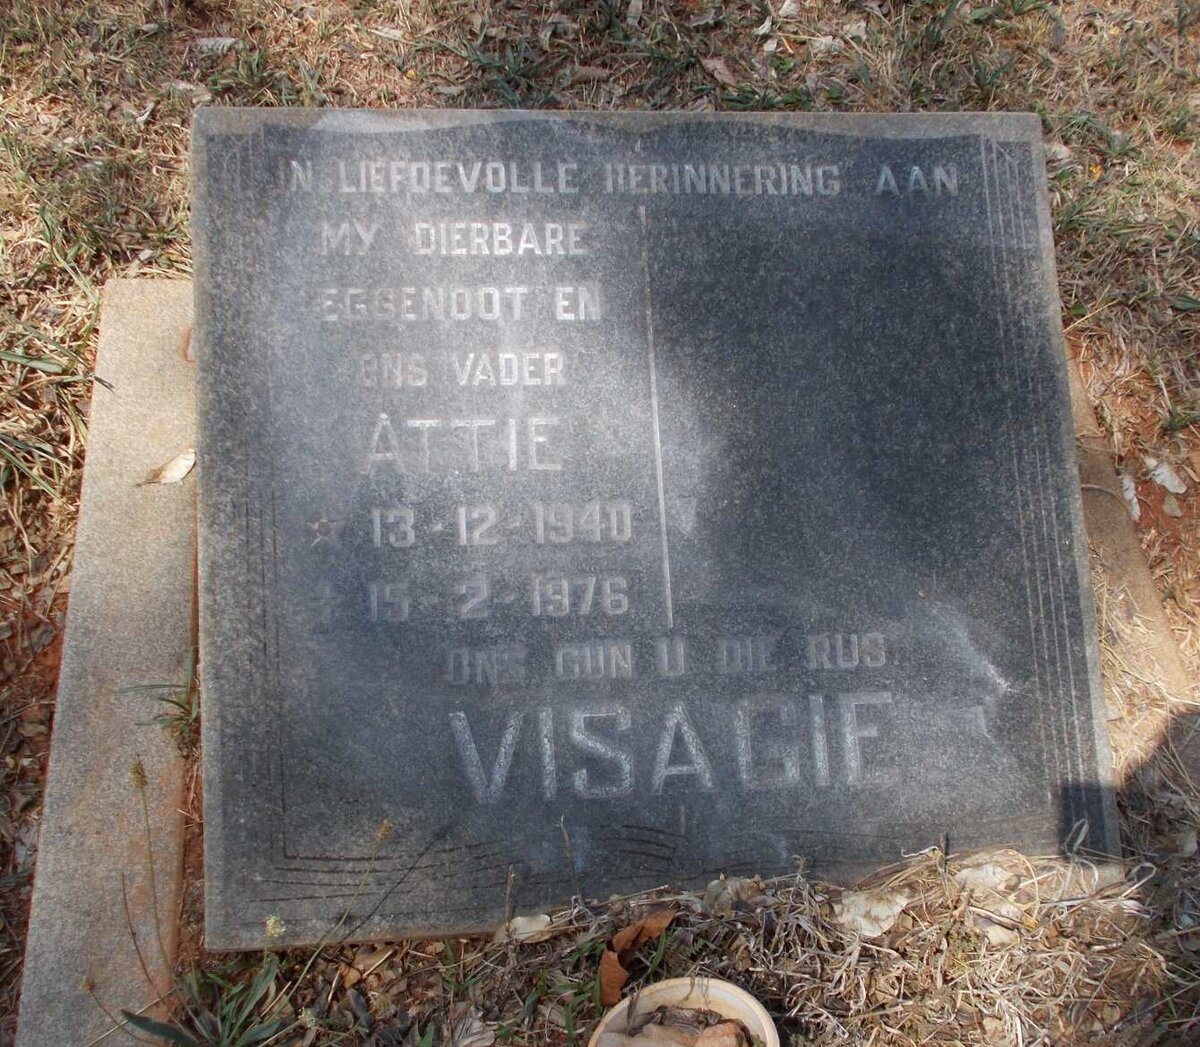 IN LIEFDEVOLLE HERINNERING AAN
MY DIERBARE
EGGENOOT EN
ONS VADER
ATTIE
★ 13-12-1940
† 15-2-1976
ONS GUN U DIE RUS
VISAGIE